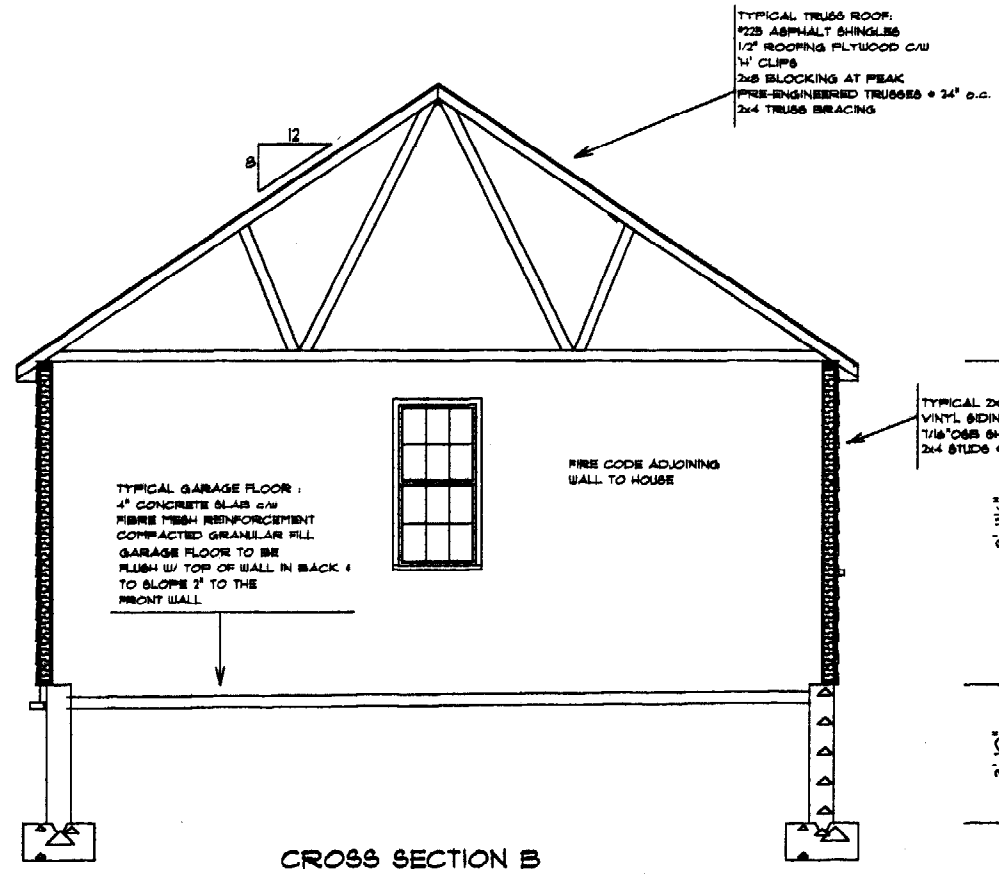 TYPICAL TRUSS ROOF:
#225 ASPHALT SHINGLES
1/2" ROOFING PLYWOOD C/W
'H' CLIPS
2x8 BLOCKING AT PEAK
PRE-ENGINEERED TRUSSES @ 24" o.c.
2x4 TRUSS BRACING
12
8
TYPICAL 2x
VINYL SIDIN
7/16" OSB SH
2x4 STUDS
FIRE CODE ADJOINING
WALL TO HOUSE
TYPICAL GARAGE FLOOR :
4" CONCRETE SLAB c/w
FIBRE MESH REINFORCEMENT
COMPACTED GRANULAR FILL
GARAGE FLOOR TO BE
FLUSH W/ TOP OF WALL IN BACK &
TO SLOPE 2" TO THE
FRONT WALL
CROSS SECTION B